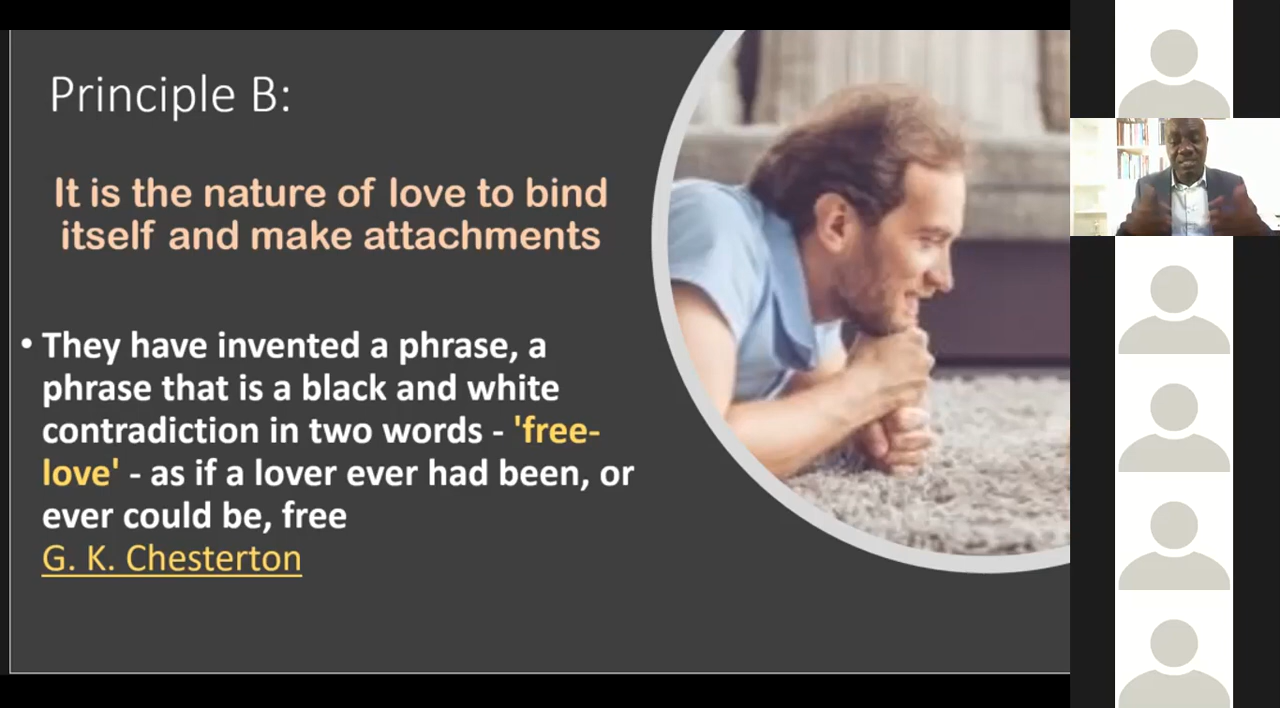 Principle B:
It is the nature of love to bind
itself and make attachments
• They have invented a phrase, a
phrase that is a black and white
contradiction in two words - 'free-
love' - as if a lover ever had been, or
ever could be, free
G. K. Chesterton